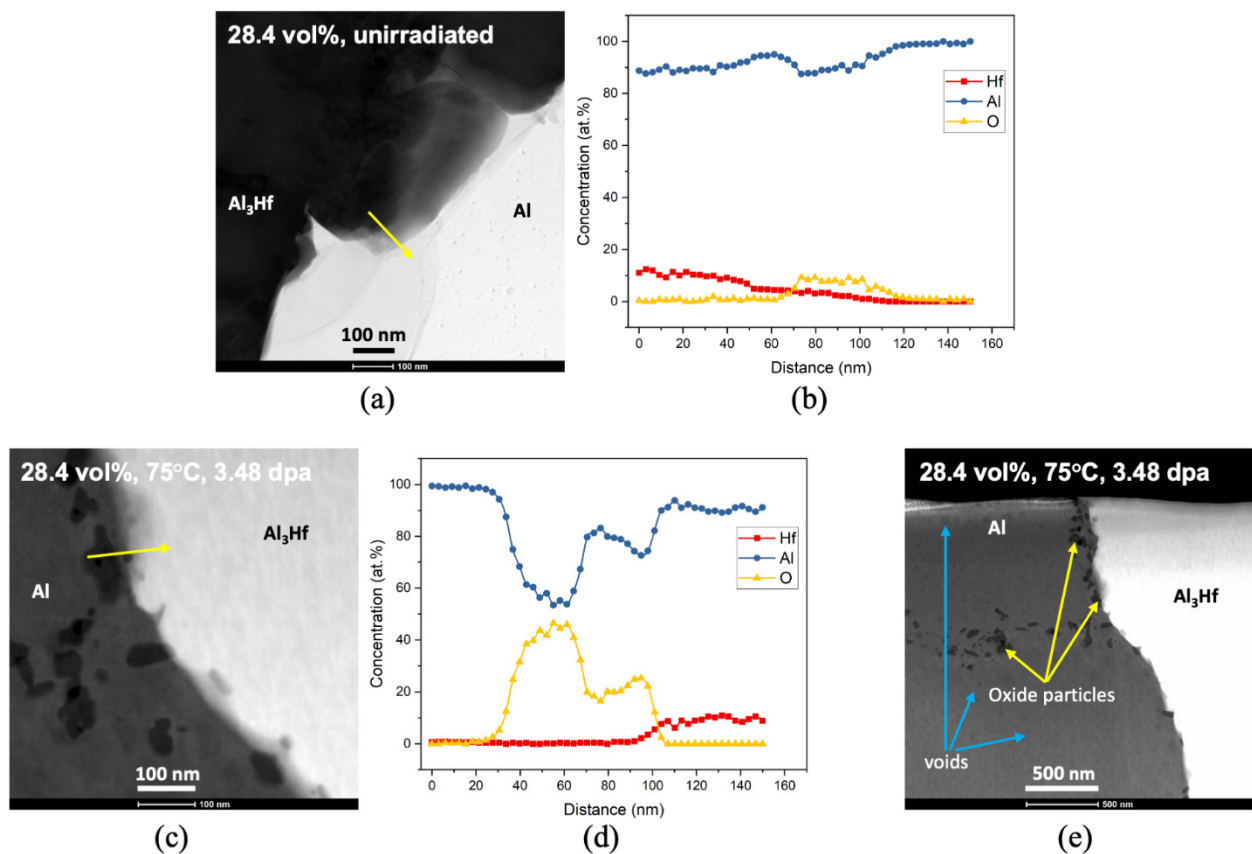 28.4 vol%, unirradiated
Al₃Hf
Al
100 nm
100 nm
(a)
Concentration (at.%)
100
80
60
40
20
0
Hf
Al
O
0 20 40 60 80 100 120 140 160
Distance (nm)
(b)
28.4 vol%, 75°C, 3.48 dpa
Al₃Hf
Al
100 nm
100 nm
(c)
Concentration (at.%)
100
80
60
40
20
0
Hf
Al
O
0 20 40 60 80 100 120 140 160
Distance (nm)
(d)
28.4 vol%, 75°C, 3.48 dpa
Al
Al₃Hf
Oxide particles
voids
500 nm
500 nm
(e)